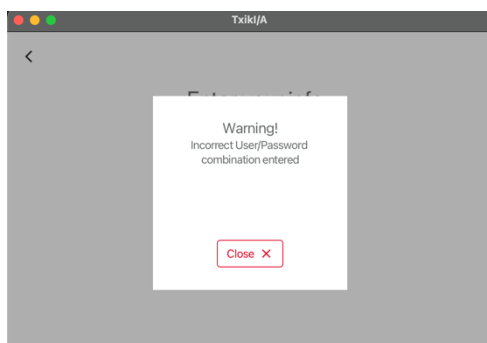 TxikI/A
Warning!
Incorrect User/Password
combination entered
Close